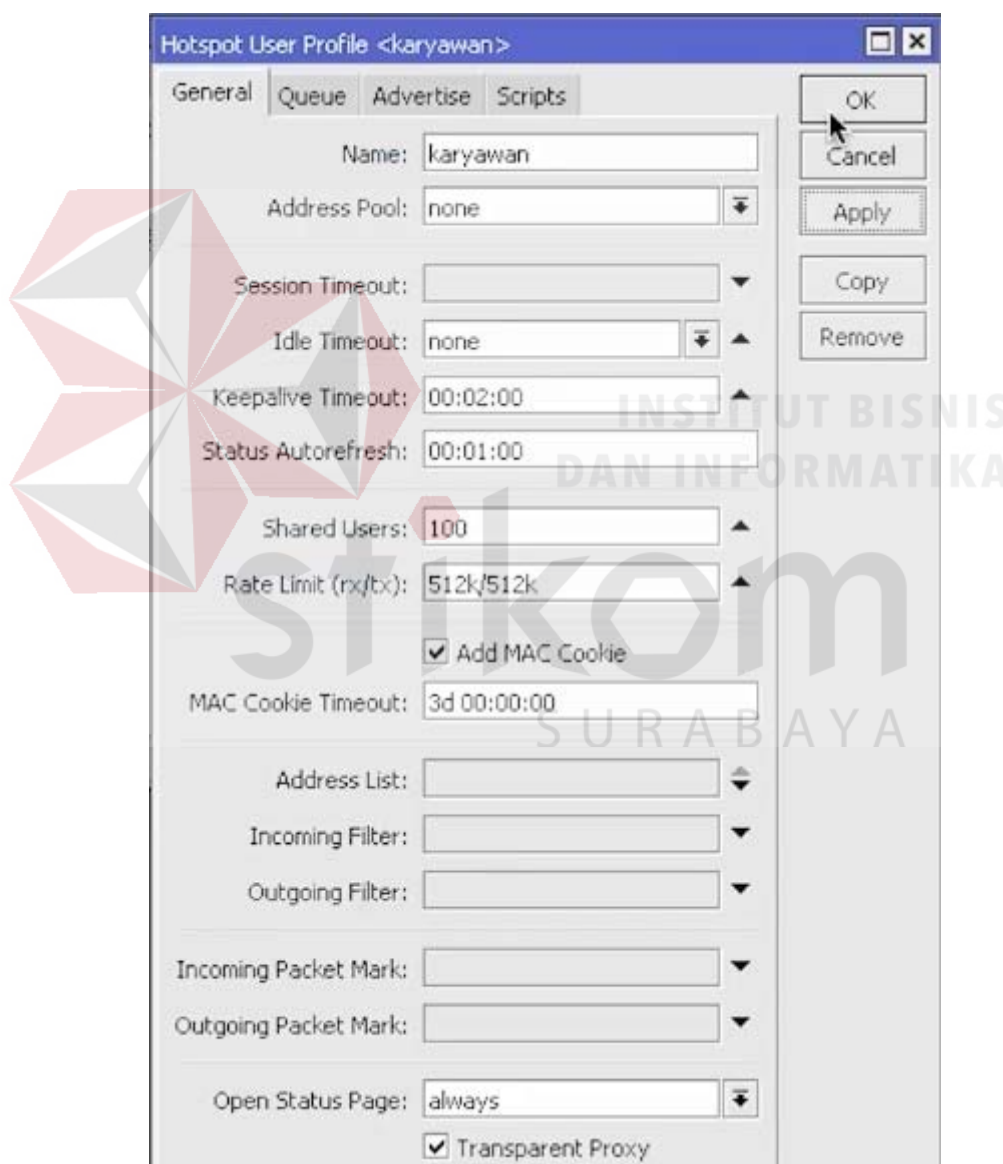 Hotspot User Profile <karyawan>
General Queue Advertise Scripts
OK
Cancel
Apply
Copy
Remove
Name: karyawan
Address Pool: none
Session Timeout:
Idle Timeout: none
Keepalive Timeout: 00:02:00
Status Autorefresh: 00:01:00
Shared Users: 100
Rate Limit (rx/tx): 512k/512k
Add MAC Cookie
MAC Cookie Timeout: 3d 00:00:00
Address List:
Incoming Filter:
Outgoing Filter:
Incoming Packet Mark:
Outgoing Packet Mark:
Open Status Page: always
Transparent Proxy
INSTITUT BISNIS
DAN INFORMATIKA
stikom
SURABAYA